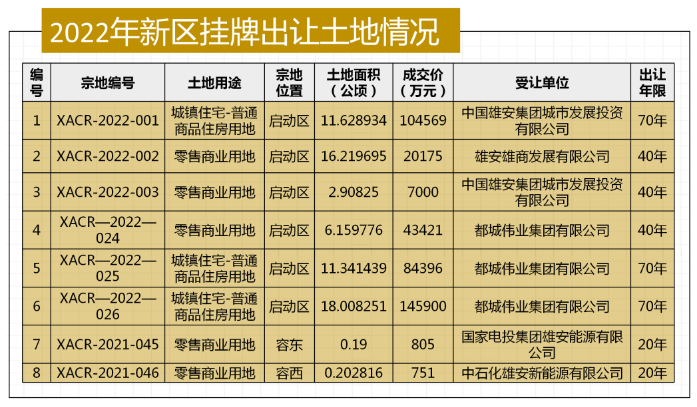 2022年新区挂牌出让土地情况
编号 宗地编号 土地用途 宗地位置 土地面积（公顷） 成交价（万元） 受让单位 出让年限
1 XACR-2022-001 城镇住宅-普通商品住房用地 启动区 11.628934 104569 中国雄安集团城市发展投资有限公司 70年
2 XACR-2022-002 零售商业用地 启动区 16.219695 20175 雄安雄商发展有限公司 40年
3 XACR-2022-003 零售商业用地 启动区 2.90825 7000 中国雄安集团城市发展投资有限公司 40年
4 XACR—2022—024 零售商业用地 启动区 6.159776 43421 都城伟业集团有限公司 40年
5 XACR—2022—025 城镇住宅-普通商品住房用地 启动区 11.341439 84396 都城伟业集团有限公司 70年
6 XACR—2022—026 城镇住宅-普通商品住房用地 启动区 18.008251 145900 都城伟业集团有限公司 70年
7 XACR-2021-045 零售商业用地 容东 0.19 805 国家电投集团雄安能源有限公司 20年
8 XACR-2021-046 零售商业用地 容西 0.202816 751 中石化雄安新能源有限公司 20年